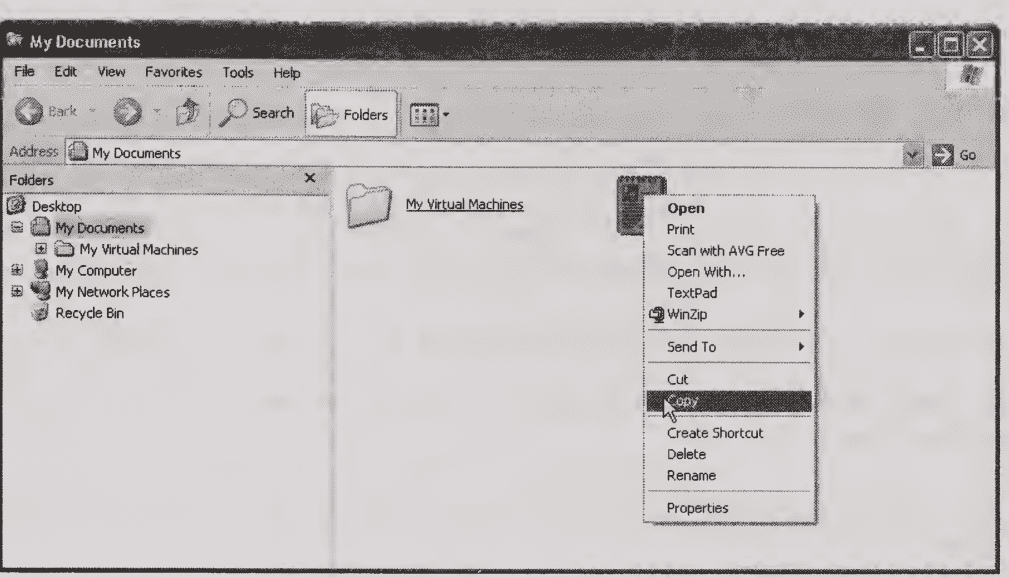 My Documents
File Edit View Favorites Tools Help
Back Search Folders
Address My Documents Go
Folders
Desktop
My Documents
My Virtual Machines
My Computer
My Network Places
Recycle Bin
My Virtual Machines
Open
Print
Scan with AVG Free
Open With...
TextPad
WinZip
Send To
Cut
Copy
Create Shortcut
Delete
Rename
Properties